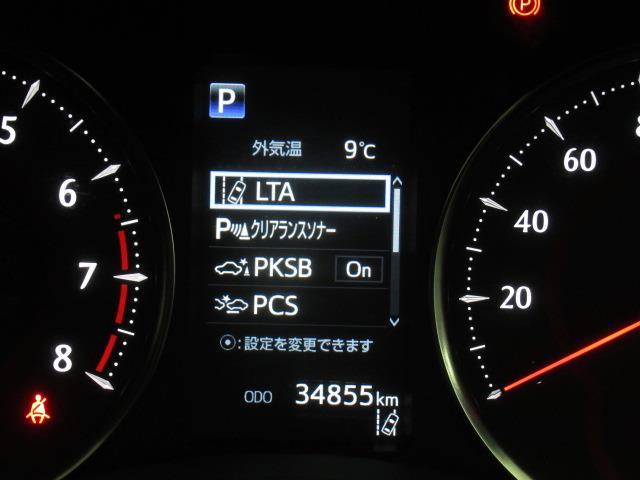 P
P
外気温 9℃
LTA
P クリアランスソナー
PKSB On
PCS
:設定を変更できます
ODO 34855km
5
6
7
8
60
40
20